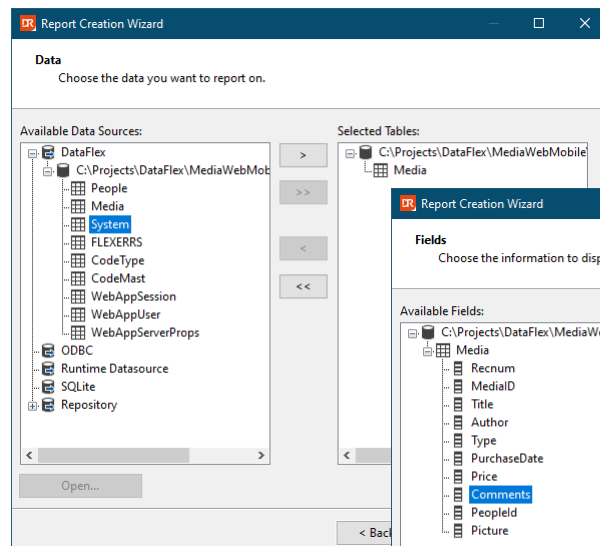 DR Report Creation Wizard
Data
Choose the data you want to report on.
Available Data Sources:
DataFlex
C:\Projects\DataFlex\MediaWebMob
People
Media
System
FLEXERRS
CodeType
CodeMast
WebAppSession
WebAppUser
WebAppServerProps
ODBC
Runtime Datasource
SQLite
Repository
Open...
>
>>
<
<<
Selected Tables:
C:\Projects\DataFlex\MediaWebMobile
Media
< Bac
DR Report Creation Wizard
Fields
Choose the information to disp
Available Fields:
C:\Projects\DataFlex\MediaW
Media
Recnum
MediaID
Title
Author
Type
PurchaseDate
Price
Comments
PeopleId
Picture